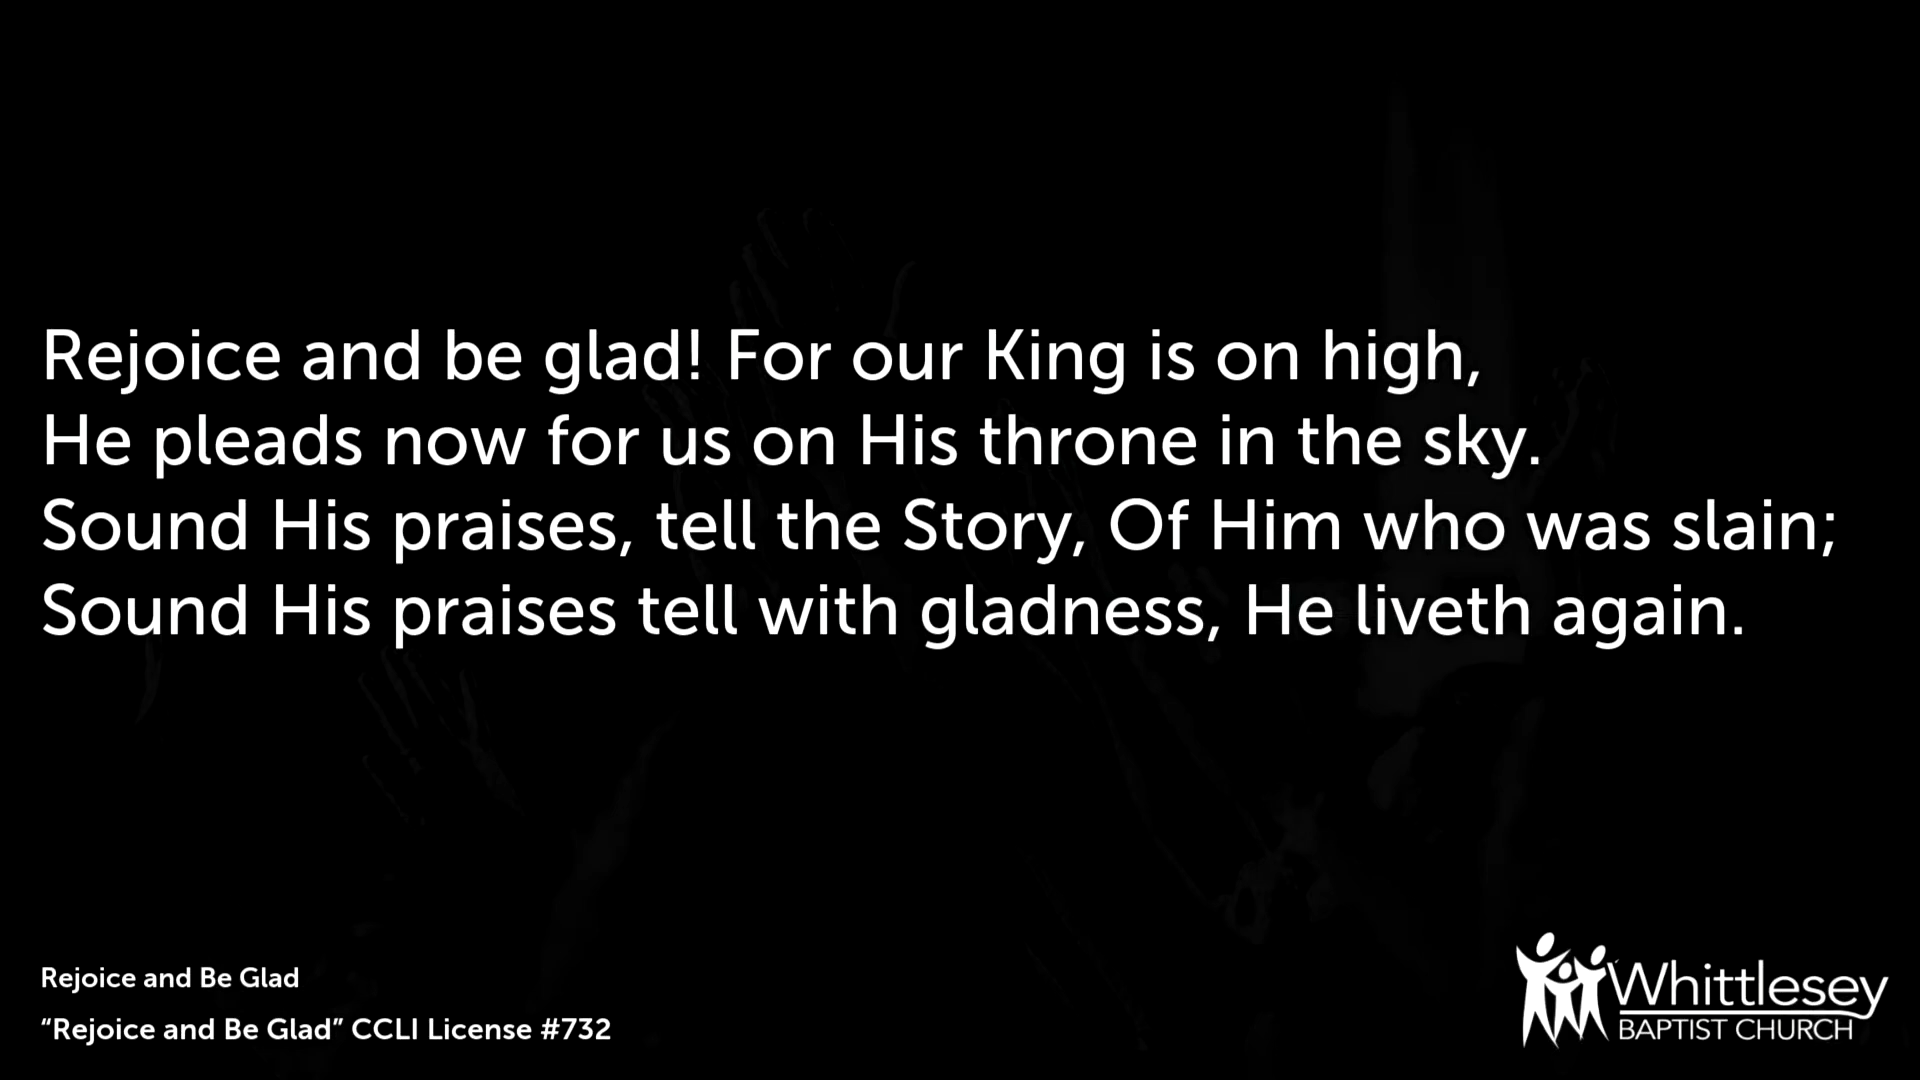 Rejoice and be glad! For our King is on high,
He pleads now for us on His throne in the sky.
Sound His praises, tell the Story, Of Him who was slain;
Sound His praises tell with gladness, He liveth again.
Rejoice and Be Glad
“Rejoice and Be Glad” CCLI License #732
Whittlesey
BAPTIST CHURCH